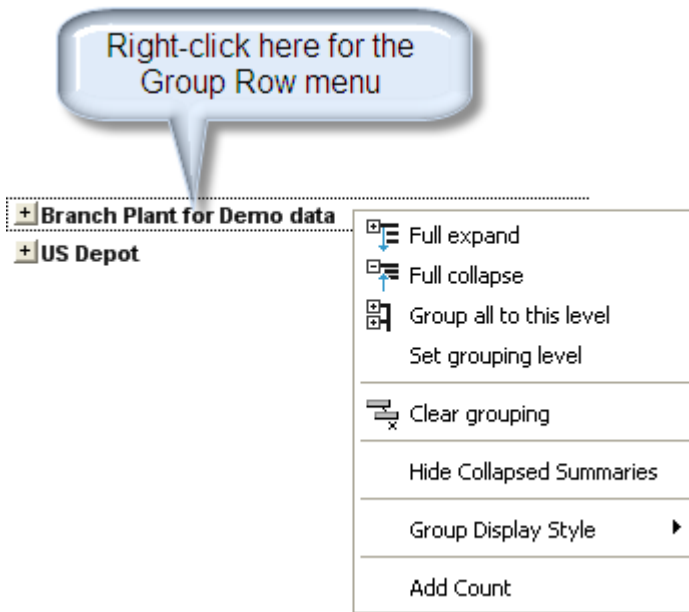 Right-click here for the
Group Row menu
Branch Plant for Demo data
US Depot
Full expand
Full collapse
Group all to this level
Set grouping level
Clear grouping
Hide Collapsed Summaries
Group Display Style
Add Count